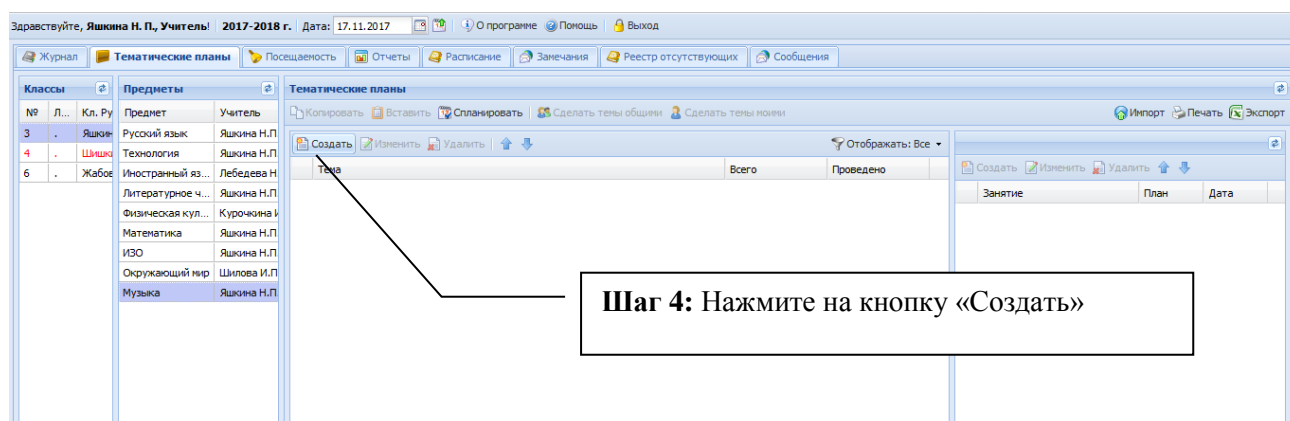 Здравствуйте, Яшкина Н. П., Учитель! 2017-2018 г. Дата: 17.11.2017 О программе Помощь Выход
Журнал Тематические планы Посещаемость Отчеты Расписание Замечания Реестр отсутствующих Сообщения
Классы Предметы Тематические планы
№ Л... Кл. Ру Предмет Учитель Копировать Вставить Спланировать Сделать темы общими Сделать темы моими Импорт Печать Экспорт
3 . Яшкин Русский язык Яшкина Н.П
Создать Изменить Удалить Отображать: Все
4 . Шишки Технология Яшкина Н.П
Тема Всего Проведено Создать Изменить Удалить
6 . Жабов Иностранный яз... Лебедева Н
Занятие План Дата
Литературное ч... Яшкина Н.П.
Физическая кул... Курочкина И
Математика Яшкина Н.П
ИЗО Яшкина Н.П
Окружающий мир Шилова И.П
Музыка Яшкина Н.П
Шаг 4: Нажмите на кнопку «Создать»